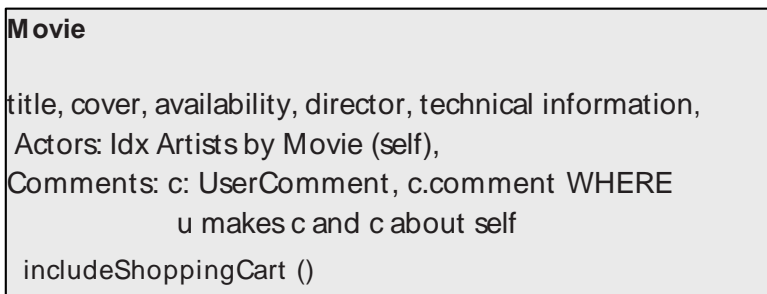 Movie
title, cover, availability, director, technical information,
Actors: Idx Artists by Movie (self),
Comments: c: UserComment, c.comment WHERE
u makes c and c about self
includeShoppingCart ()